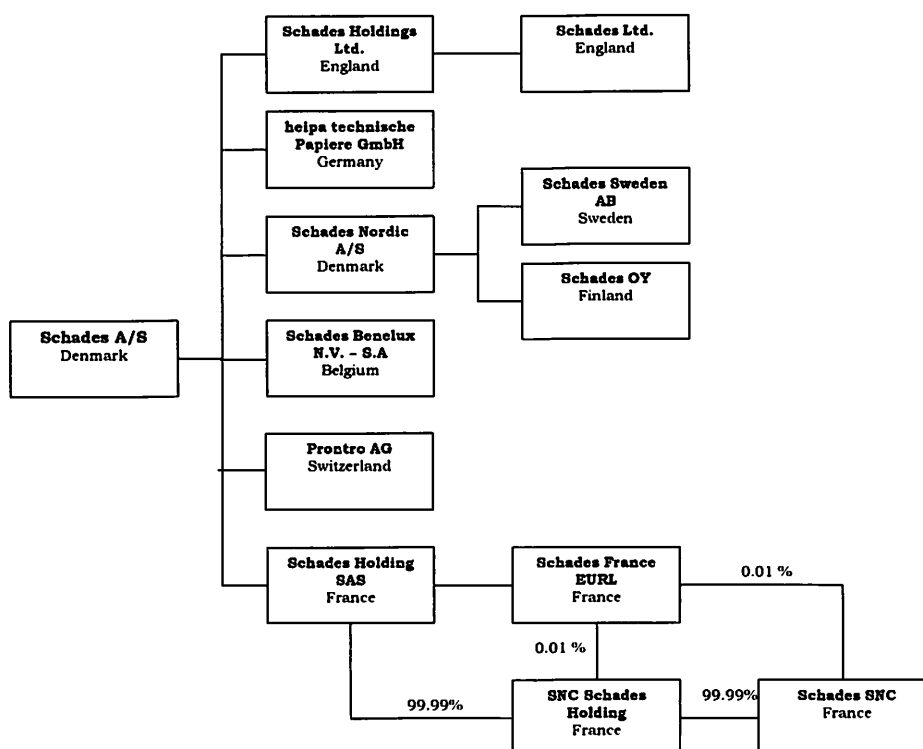 Schades Holdings
Ltd.
England
Schades Ltd.
England
heipa technische
Papiere GmbH
Germany
Schades Sweden
AB
Sweden
Schades Nordic
A/S
Denmark
Schades OY
Finland
Schades A/S
Denmark
Schades Benelux
N.V. – S.A
Belgium
Prontro AG
Switzerland
Schades Holding
SAS
France
Schades France
EURL
France
0.01 %
0.01 %
99.99%
SNC Schades
Holding
France
99.99%
Schades SNC
France